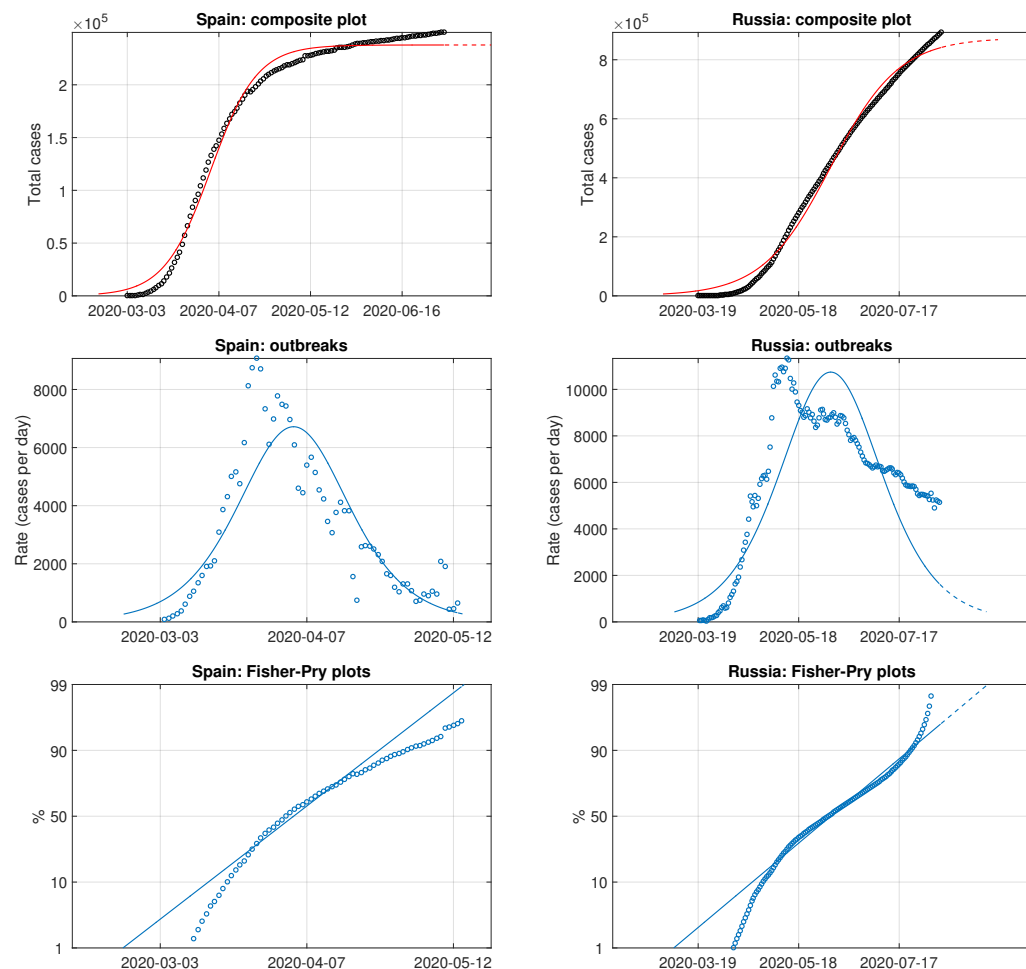 Spain: composite plot
×10^5
Total cases
2
1.5
1
0.5
0
2020-03-03 2020-04-07 2020-05-12 2020-06-16
Russia: composite plot
×10^5
Total cases
8
6
4
2
0
2020-03-19 2020-05-18 2020-07-17
Spain: outbreaks
Rate (cases per day)
8000
6000
4000
2000
0
2020-03-03 2020-04-07 2020-05-12
Russia: outbreaks
Rate (cases per day)
10000
8000
6000
4000
2000
0
2020-03-19 2020-05-18 2020-07-17
Spain: Fisher-Pry plots
%
99
90
50
10
1
2020-03-03 2020-04-07 2020-05-12
Russia: Fisher-Pry plots
%
99
90
50
10
1
2020-03-19 2020-05-18 2020-07-17